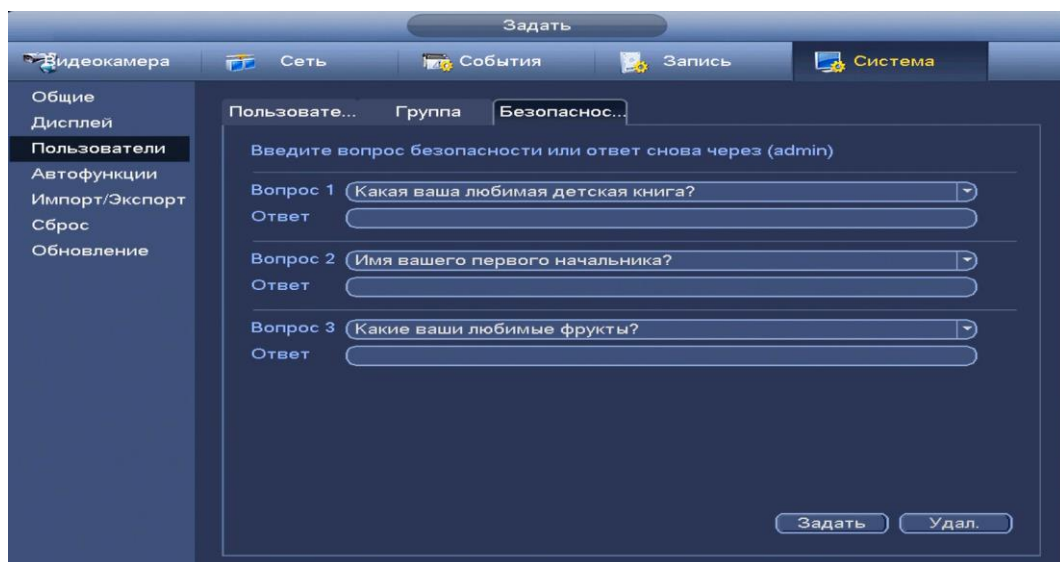 Задать
Видеокамера Сеть События Запись Система
Общие
Дисплей
Пользователи
Автофункции
Импорт/Экспорт
Сброс
Обновление
Пользовате... Группа Безопаснос...
Введите вопрос безопасности или ответ снова через (admin)
Вопрос 1 Какая ваша любимая детская книга?
Ответ
Вопрос 2 Имя вашего первого начальника?
Ответ
Вопрос 3 Какие ваши любимые фрукты?
Ответ
Задать Удал.